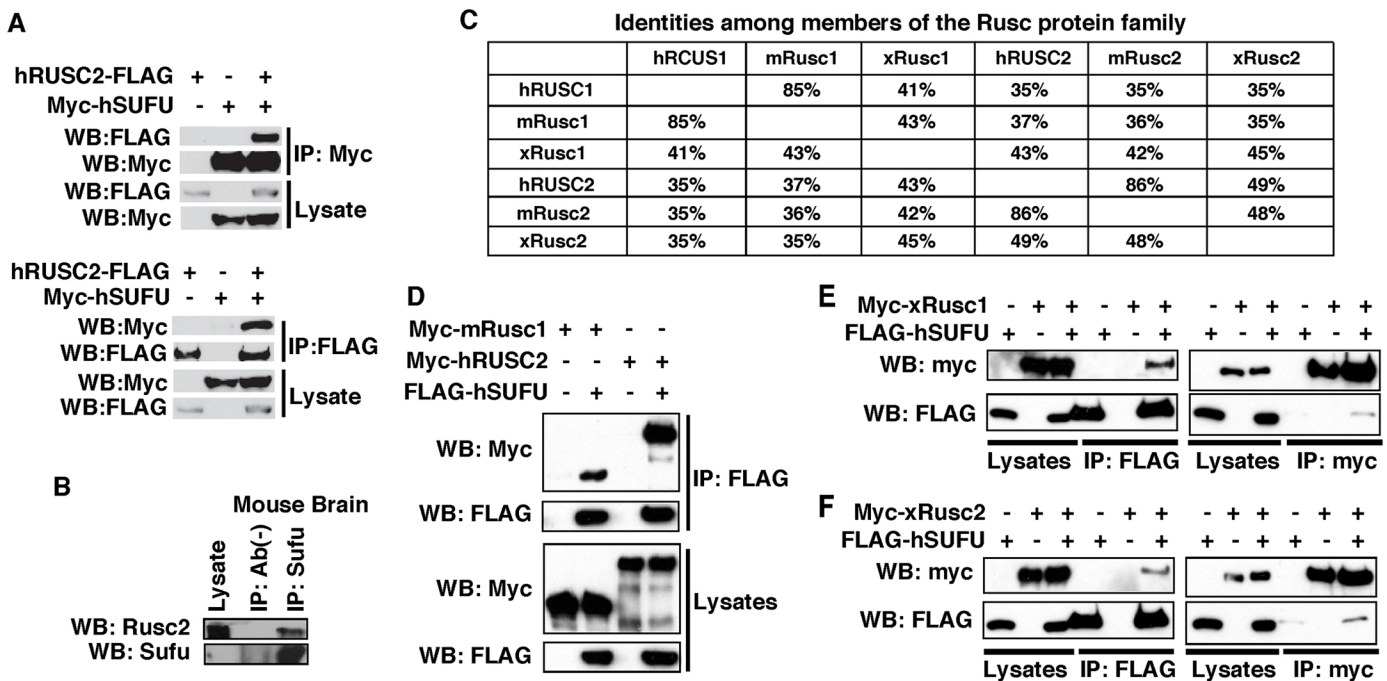 A
hRUSC2-FLAG + - +
Myc-hSUFU - + +
WB:FLAG
WB:Myc
IP: Myc
WB:FLAG
WB:Myc
Lysate
hRUSC2-FLAG + - +
Myc-hSUFU - + +
WB:Myc
WB:FLAG
IP:FLAG
WB:Myc
WB:FLAG
Lysate
B
Mouse Brain
Lysate
IP: Ab(-)
IP: Sufu
WB: Rusc2
WB: Sufu
C
Identities among members of the Rusc protein family
hRCUS1 mRusc1 xRusc1 hRUSC2 mRusc2 xRusc2
hRUSC1 85% 41% 35% 35% 35%
mRusc1 85% 43% 37% 36% 35%
xRusc1 41% 43% 43% 42% 45%
hRUSC2 35% 37% 43% 86% 49%
mRusc2 35% 36% 42% 86% 48%
xRusc2 35% 35% 45% 49% 48%
D
Myc-mRusc1 + + - -
Myc-hRUSC2 - - + +
FLAG-hSUFU - + - +
WB: Myc
WB: FLAG
IP: FLAG
WB: Myc
WB: FLAG
Lysates
E
Myc-xRusc1 - + + - + + - + + - + +
FLAG-hSUFU + - + + - + + - + + - +
WB: myc
WB: FLAG
Lysates IP: FLAG Lysates IP: myc
F
Myc-xRusc2 - + + - + + - + + - + +
FLAG-hSUFU + - + + - + + - + + - +
WB: myc
WB: FLAG
Lysates IP: FLAG Lysates IP: myc